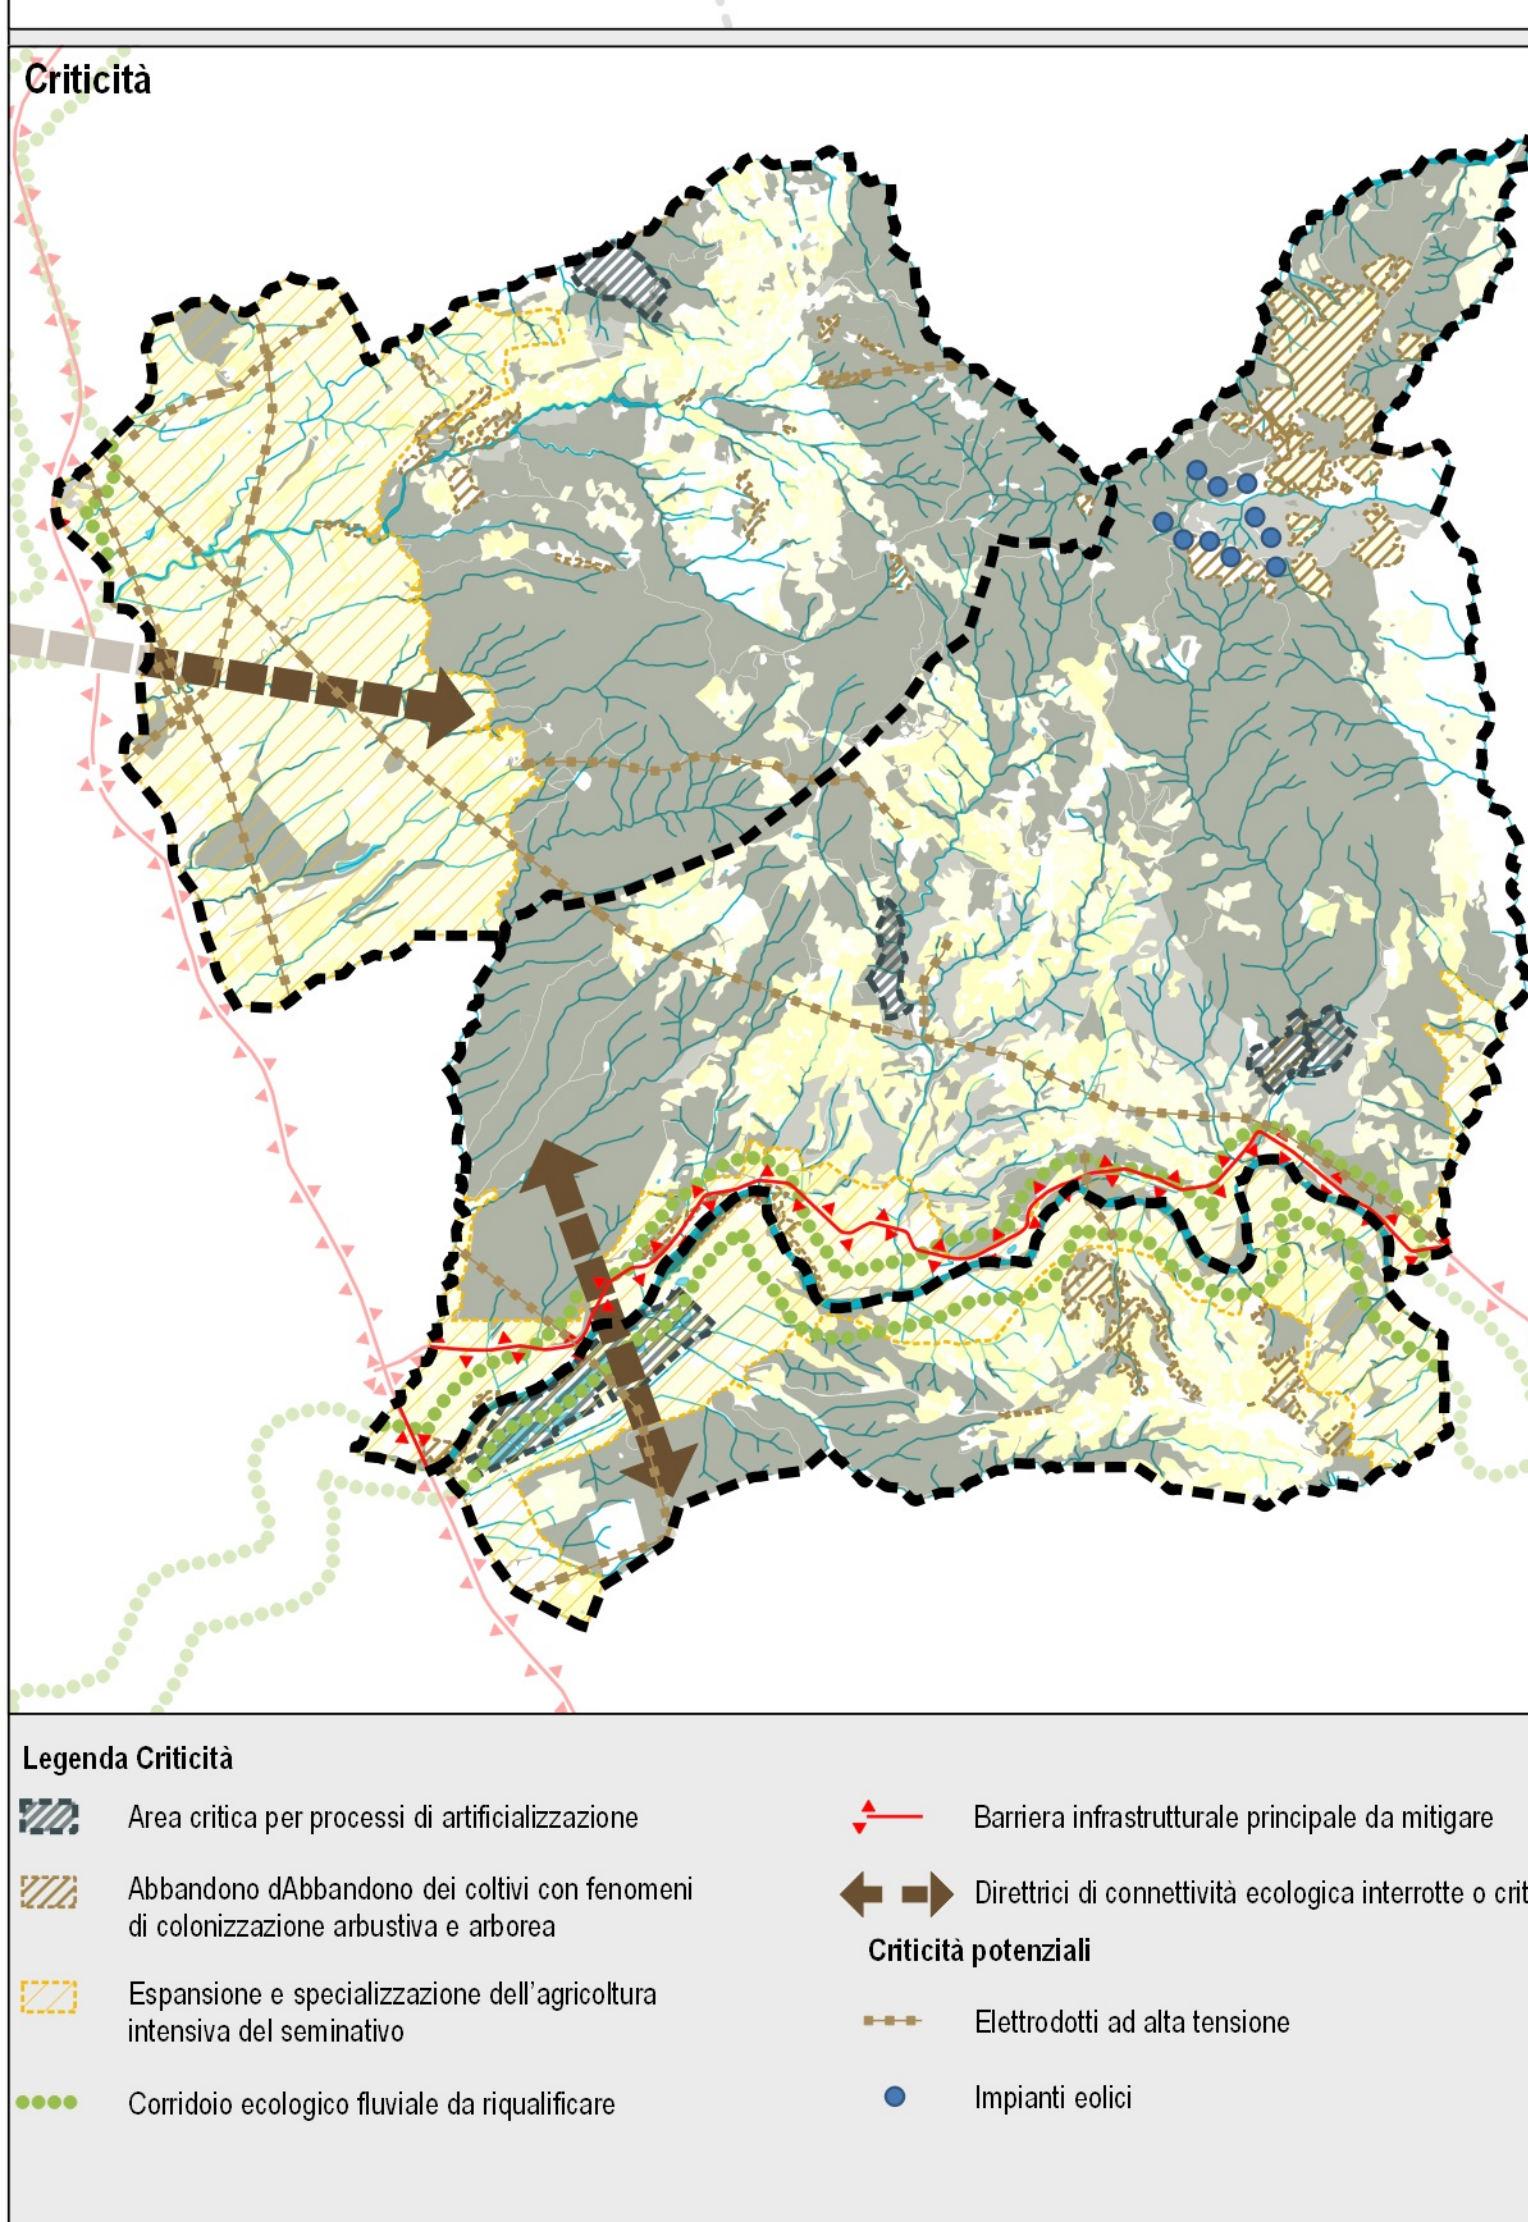 Criticità
Legenda Criticità
Area critica per processi di artificializzazione
Abbandono dAbbandono dei coltivi con fenomeni
di colonizzazione arbustiva e arborea
Espansione e specializzazione dell'agricoltura
intensiva del seminativo
Corridoio ecologico fluviale da riqualificare
Barriera infrastrutturale principale da mitigare
Direttrici di connettività ecologica interrotte o crit
Criticità potenziali
Elettrodotti ad alta tensione
Impianti eolici